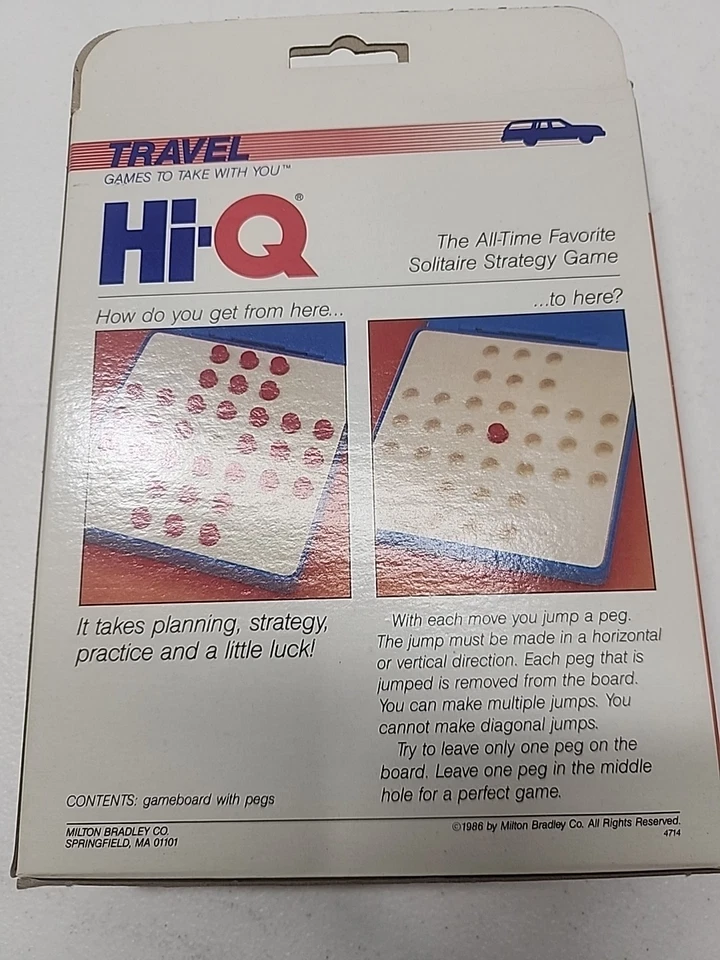 TRAVEL
GAMES TO TAKE WITH YOU™
Hi-Q®
The All-Time Favorite
Solitaire Strategy Game
How do you get from here...
...to here?
It takes planning, strategy,
practice and a little luck!
With each move you jump a peg.
The jump must be made in a horizontal
or vertical direction. Each peg that is
jumped is removed from the board.
You can make multiple jumps. You
cannot make diagonal jumps.
Try to leave only one peg on the
board. Leave one peg in the middle
hole for a perfect game.
CONTENTS: gameboard with pegs
MILTON BRADLEY CO.
SPRINGFIELD, MA 01101
©1986 by Milton Bradley Co. All Rights Reserved.
4714